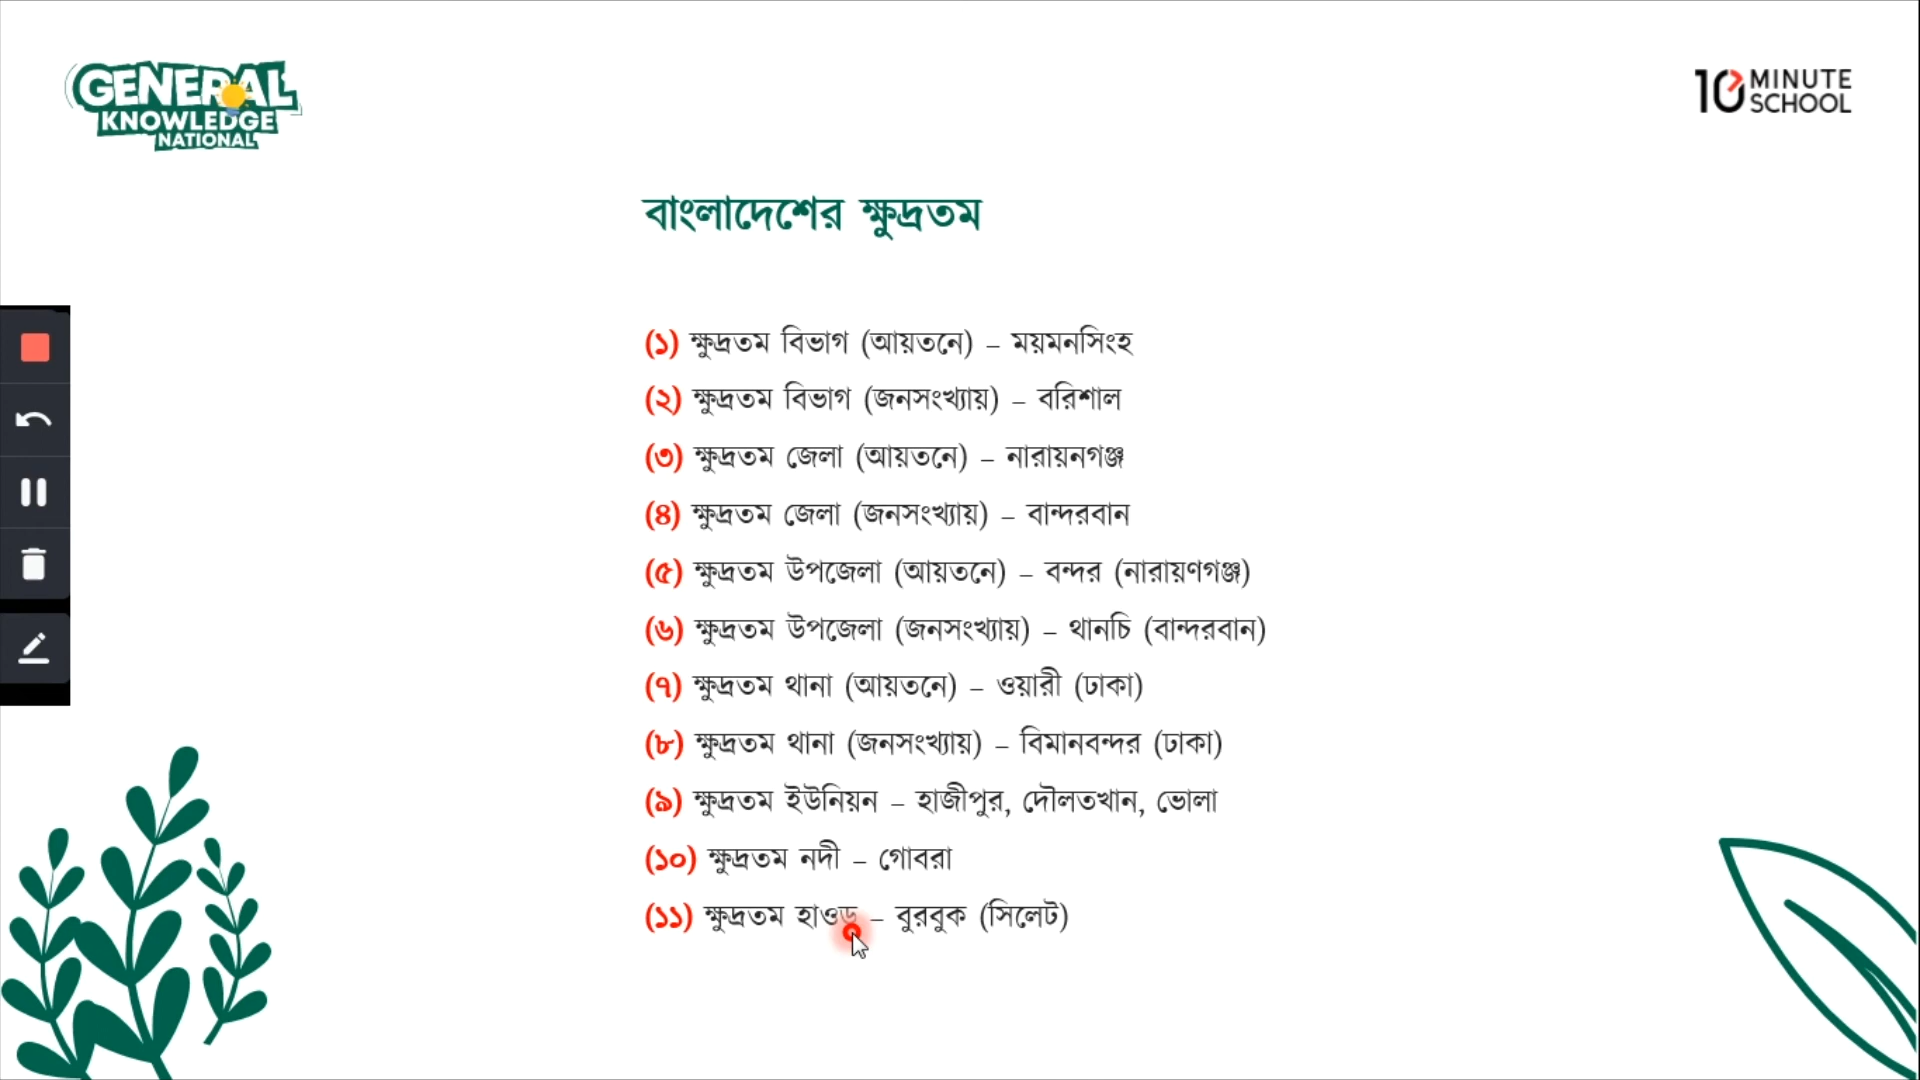 GENERAL
KNOWLEDGE
NATIONAL
10 MINUTE
SCHOOL
বাংলাদেশের ক্ষুদ্রতম
(১) ক্ষুদ্রতম বিভাগ (আয়তনে) – ময়মনসিংহ
(২) ক্ষুদ্রতম বিভাগ (জনসংখ্যায়) – বরিশাল
(৩) ক্ষুদ্রতম জেলা (আয়তনে) – নারায়নগঞ্জ
(৪) ক্ষুদ্রতম জেলা (জনসংখ্যায়) – বান্দরবান
(৫) ক্ষুদ্রতম উপজেলা (আয়তনে) – বন্দর (নারায়ণগঞ্জ)
(৬) ক্ষুদ্রতম উপজেলা (জনসংখ্যায়) – থানচি (বান্দরবান)
(৭) ক্ষুদ্রতম থানা (আয়তনে) – ওয়ারী (ঢাকা)
(৮) ক্ষুদ্রতম থানা (জনসংখ্যায়) – বিমানবন্দর (ঢাকা)
(৯) ক্ষুদ্রতম ইউনিয়ন – হাজীপুর, দৌলতখান, ভোলা
(১০) ক্ষুদ্রতম নদী – গোবরা
(১১) ক্ষুদ্রতম হাওড় – বুরবুক (সিলেট)